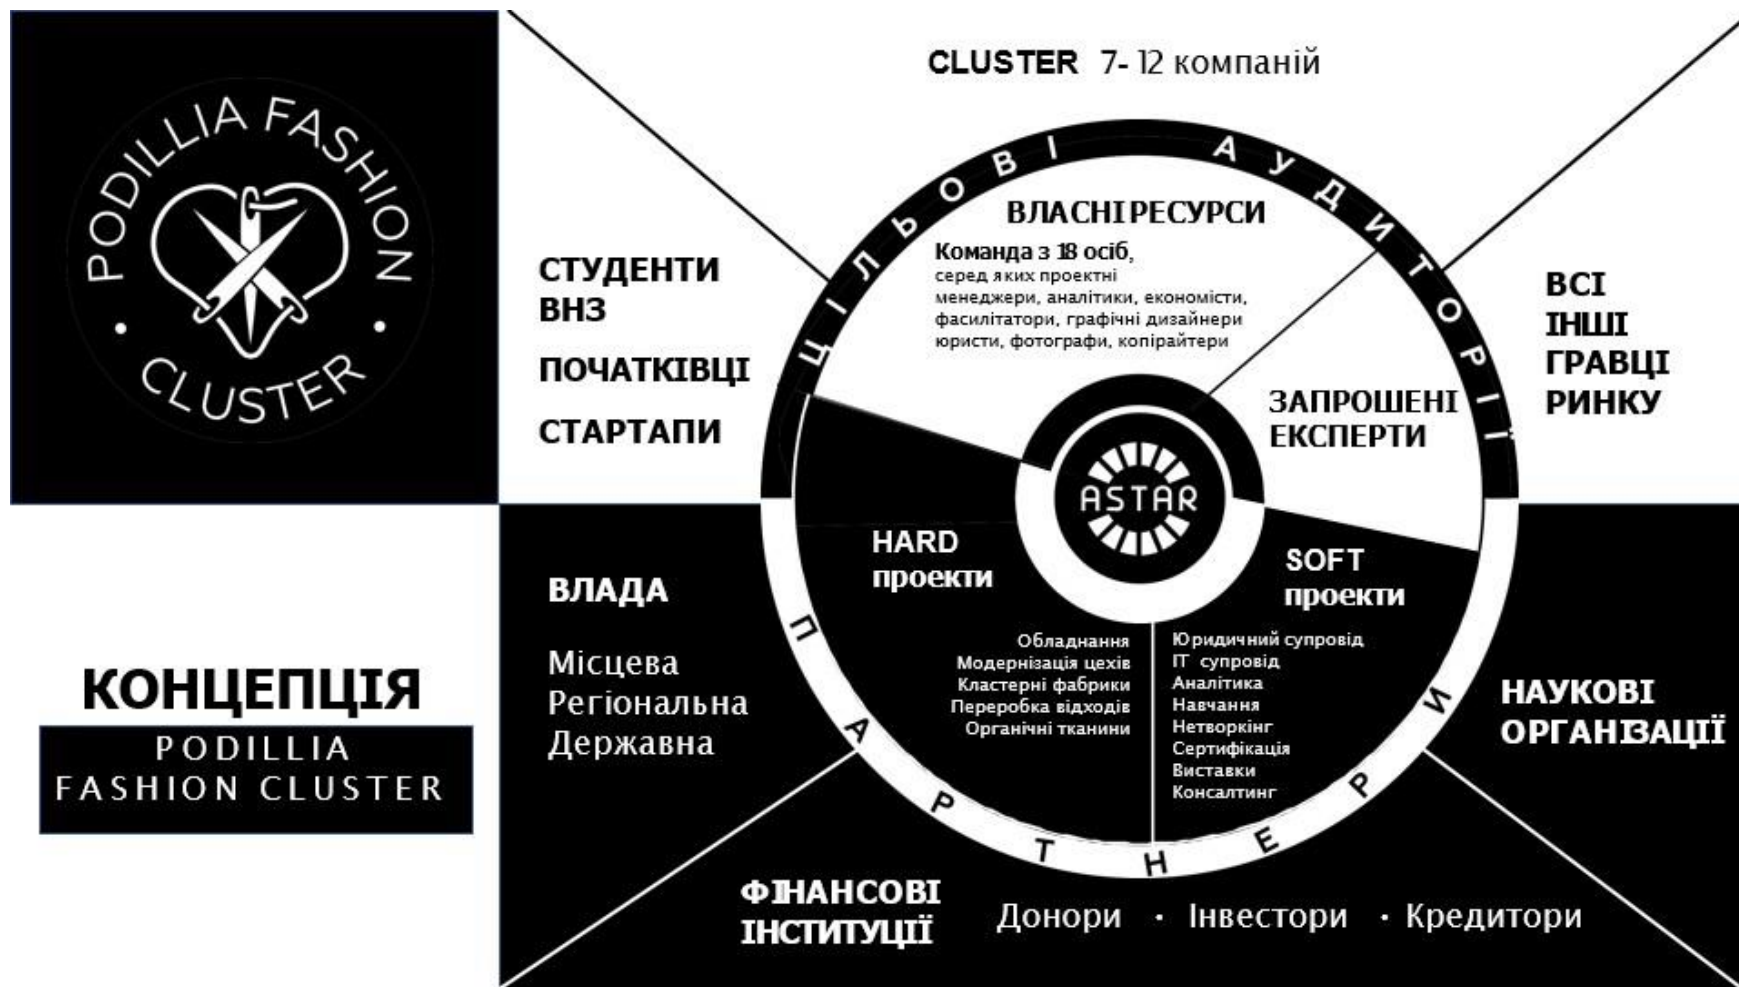 PODILLIA FASHION
CLUSTER
КОНЦЕПЦІЯ
PODILLIA
FASHION CLUSTER
CLUSTER 7-12 компаній
СТУДЕНТИ
ВНЗ
ПОЧАТКІВЦІ
СТАРТАПИ
ЦІЛЬОВІ АУДИТОРІЇ
ВСІ
ІНШІ
ГРАВЦІ
РИНКУ
ВЛАСНІ РЕСУРСИ
Команда з 18 осіб,
серед яких проектні
менеджери, аналітики, економісти,
фасилітатори, графічні дизайнери
юристи, фотографи, копірайтери
ЗАПРОШЕНІ
ЕКСПЕРТИ
ASTAR
HARD
проекти
Обладнання
Модернізація цехів
Кластерні фабрики
Переробка відходів
Органічні тканини
SOFT
проекти
Юридичний супровід
ІТ супровід
Аналітика
Навчання
Нетворкінг
Сертифікація
Виставки
Консалтинг
ПАРТНЕРИ
ВЛАДА
Місцева
Регіональна
Державна
НАУКОВІ
ОРГАНІЗАЦІЇ
ФІНАНСОВІ
ІНСТИТУЦІЇ
Донори · Інвестори · Кредитори